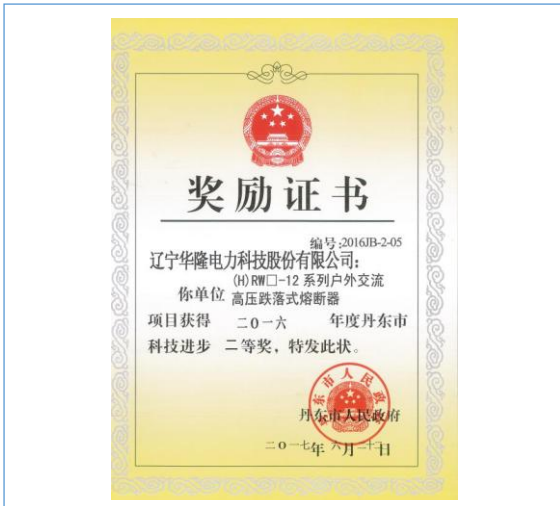 奖励证书
编号:2016JB-2-05
辽宁华隆电力科技股份有限公司:
(H)RW□-12 系列户外交流
你单位 高压跌落式熔断器
项目获得 二0一六 年度丹东市
科技进步 二等奖，特发此状。
丹东市人民政府
丹东市人民政府
二0一七年 六月二十二日